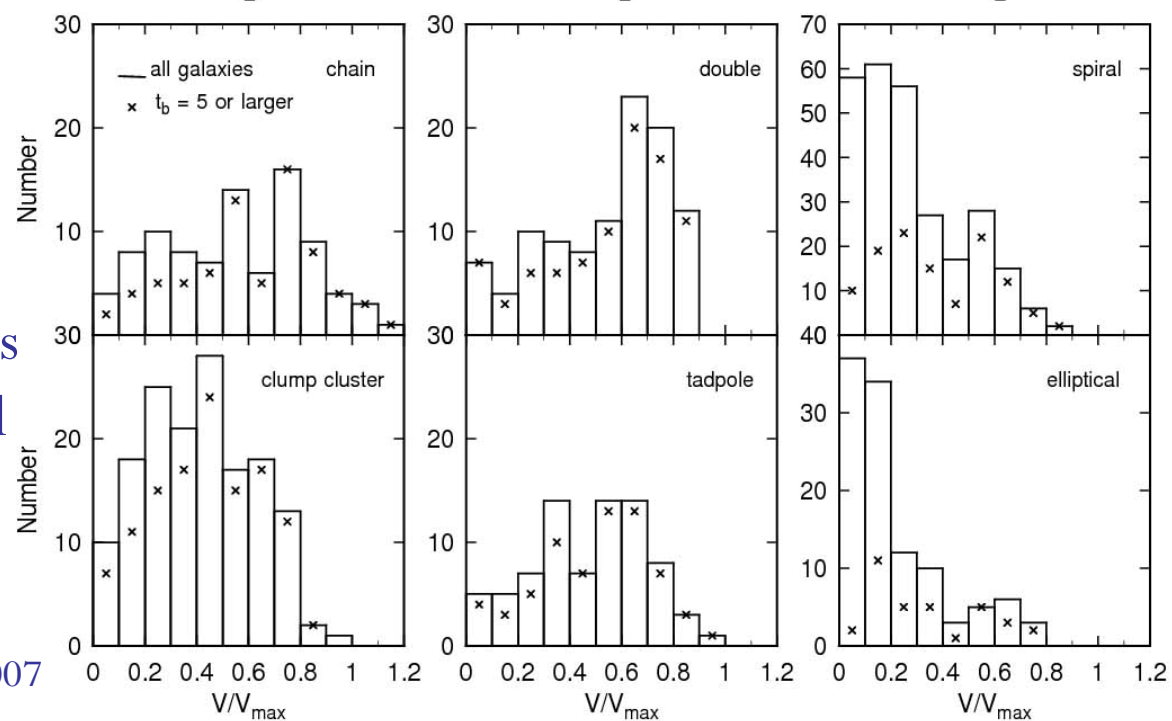 30 30 70
all galaxies chain double 60 spiral
t_b = 5 or larger 50
20 20 40
Number Number
10 10 30
20
10
30 30 40
s
clump cluster tadpole elliptical
l
20 20 30
Number
20
10 10 10
0 0 0
0 0.2 0.4 0.6 0.8 1 1.2 0 0.2 0.4 0.6 0.8 1 1.2 0 0.2 0.4 0.6 0.8 1 1.2
007
V/V_max V/V_max V/V_max